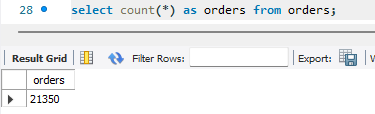 28 select count(*) as orders from orders;
Result Grid Filter Rows: Export:
orders
21350